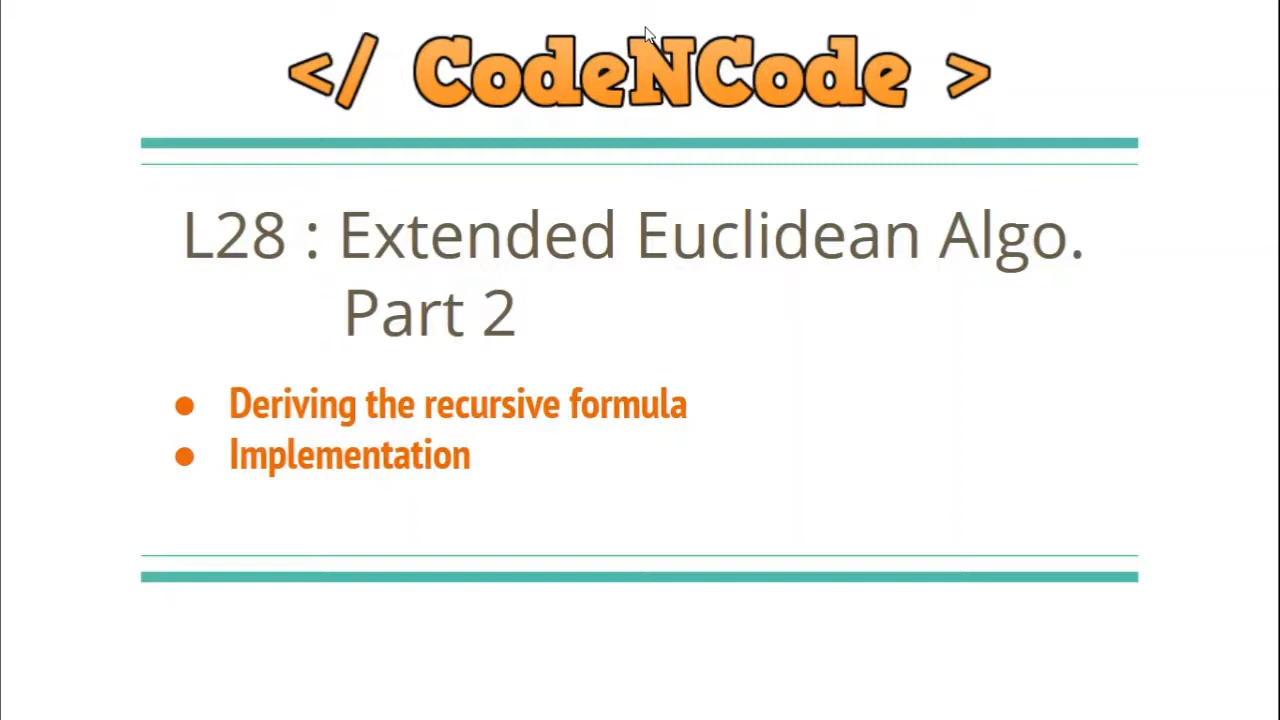 </ CodeNCode >
L28 : Extended Euclidean Algo.
Part 2
● Deriving the recursive formula
● Implementation